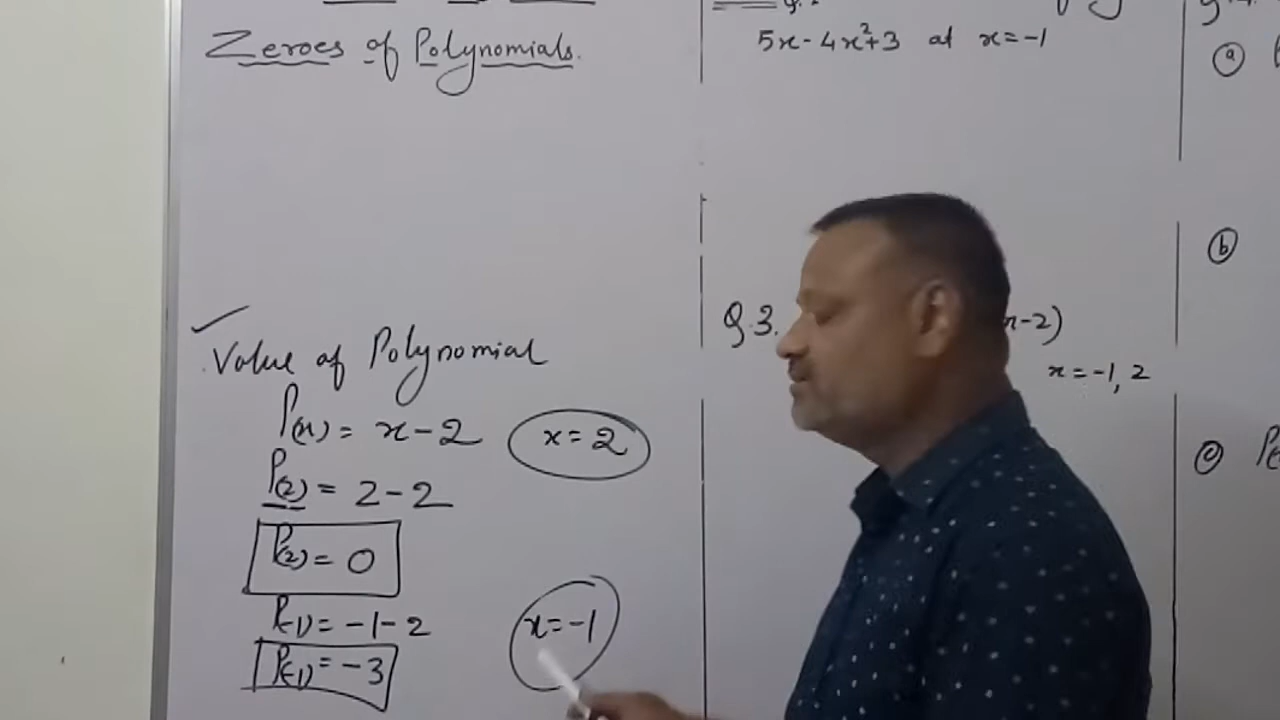 Zeroes of Polynomials.
Value of Polynomial
P(x) = x-2
x=2
P(2) = 2-2
P(2) = 0
P(-1) = -1-2
x=-1
P(-1) = -3
5x-4x²+3 at x=-1
Q.3.
x-2)
x=-1, 2
(a)
(b)
(c)